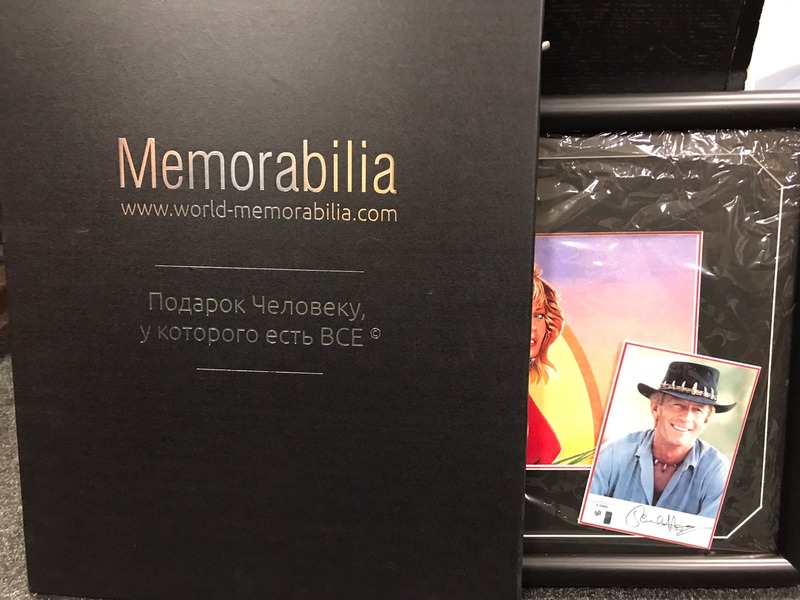 Memorabilia
www.world-memorabilia.com
Подарок Человеку,
у которого есть ВСЕ ©